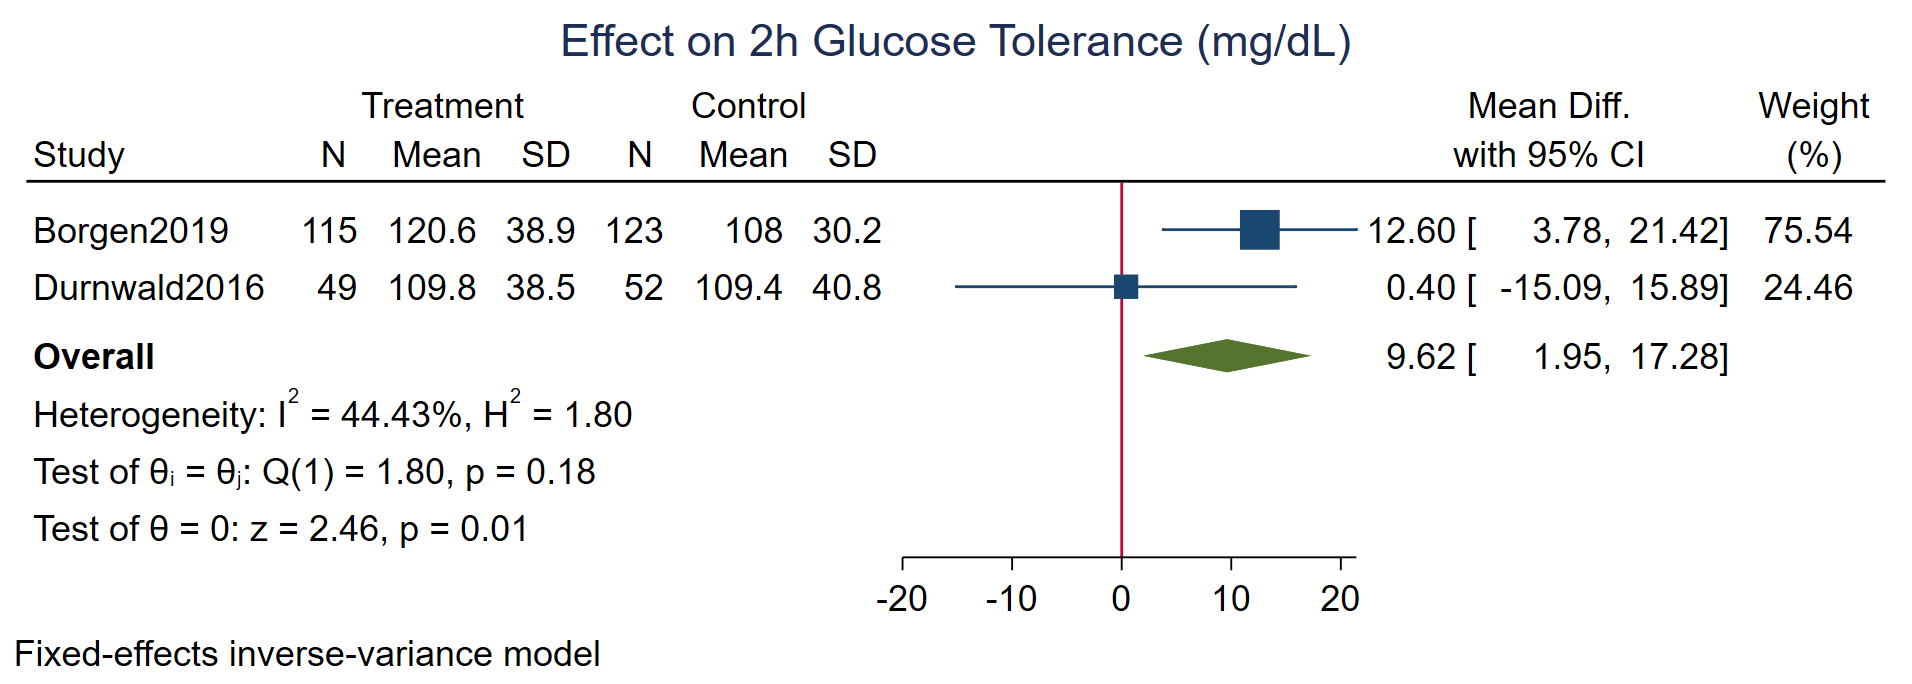 Effect on 2h Glucose Tolerance (mg/dL)
Treatment Control Mean Diff. Weight
Study N Mean SD N Mean SD with 95% CI (%)
Borgen2019 115 120.6 38.9 123 108 30.2 12.60 [ 3.78, 21.42] 75.54
Durnwald2016 49 109.8 38.5 52 109.4 40.8 0.40 [ -15.09, 15.89] 24.46
Overall 9.62 [ 1.95, 17.28]
Heterogeneity: I² = 44.43%, H² = 1.80
Test of θᵢ = θⱼ: Q(1) = 1.80, p = 0.18
Test of θ = 0: z = 2.46, p = 0.01
-20 -10 0 10 20
Fixed-effects inverse-variance model